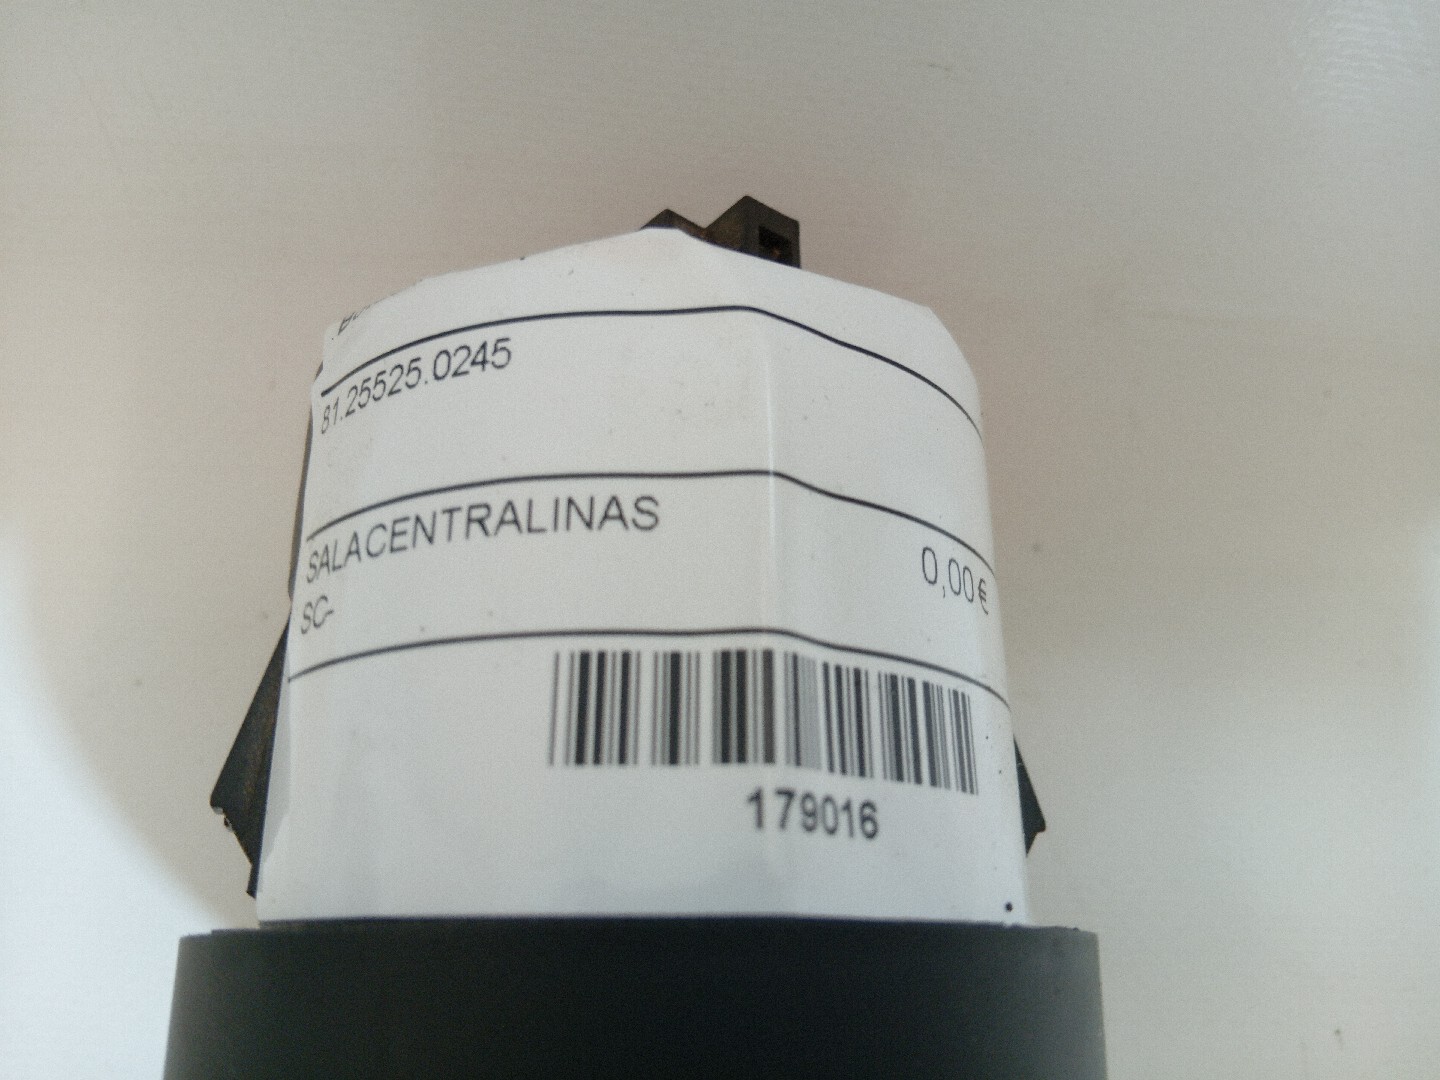 81.25525.0245
SALACENTRALINAS
0,00€
SC-
179016